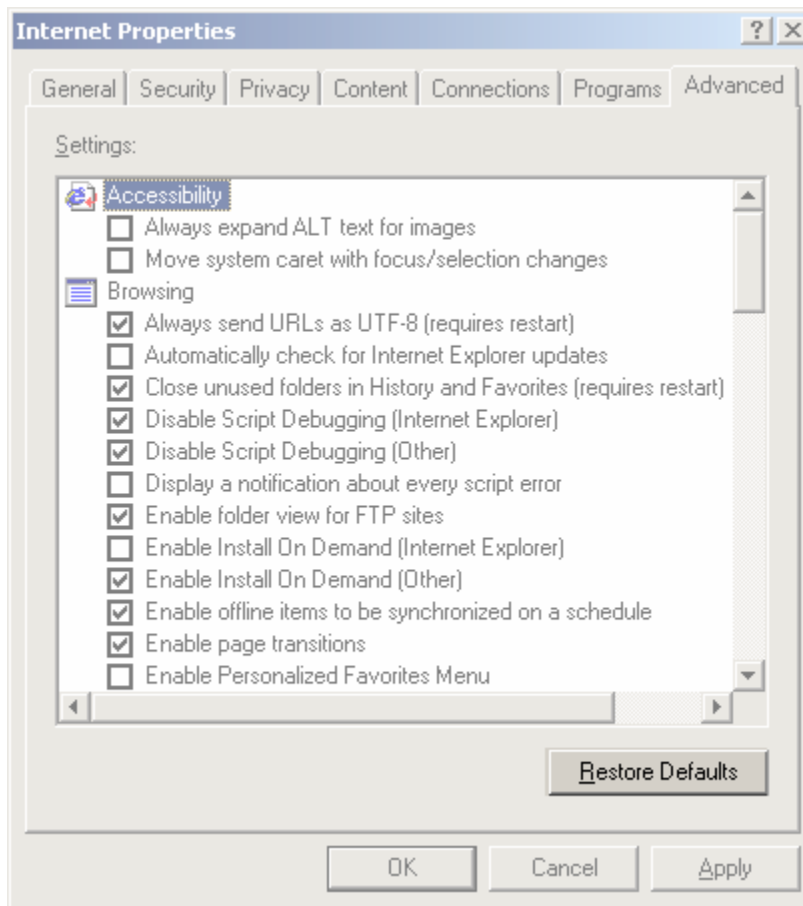 Internet Properties
General Security Privacy Content Connections Programs Advanced
Settings:
Accessibility
Always expand ALT text for images
Move system caret with focus/selection changes
Browsing
Always send URLs as UTF-8 (requires restart)
Automatically check for Internet Explorer updates
Close unused folders in History and Favorites (requires restart)
Disable Script Debugging (Internet Explorer)
Disable Script Debugging (Other)
Display a notification about every script error
Enable folder view for FTP sites
Enable Install On Demand (Internet Explorer)
Enable Install On Demand (Other)
Enable offline items to be synchronized on a schedule
Enable page transitions
Enable Personalized Favorites Menu
Restore Defaults
OK Cancel Apply